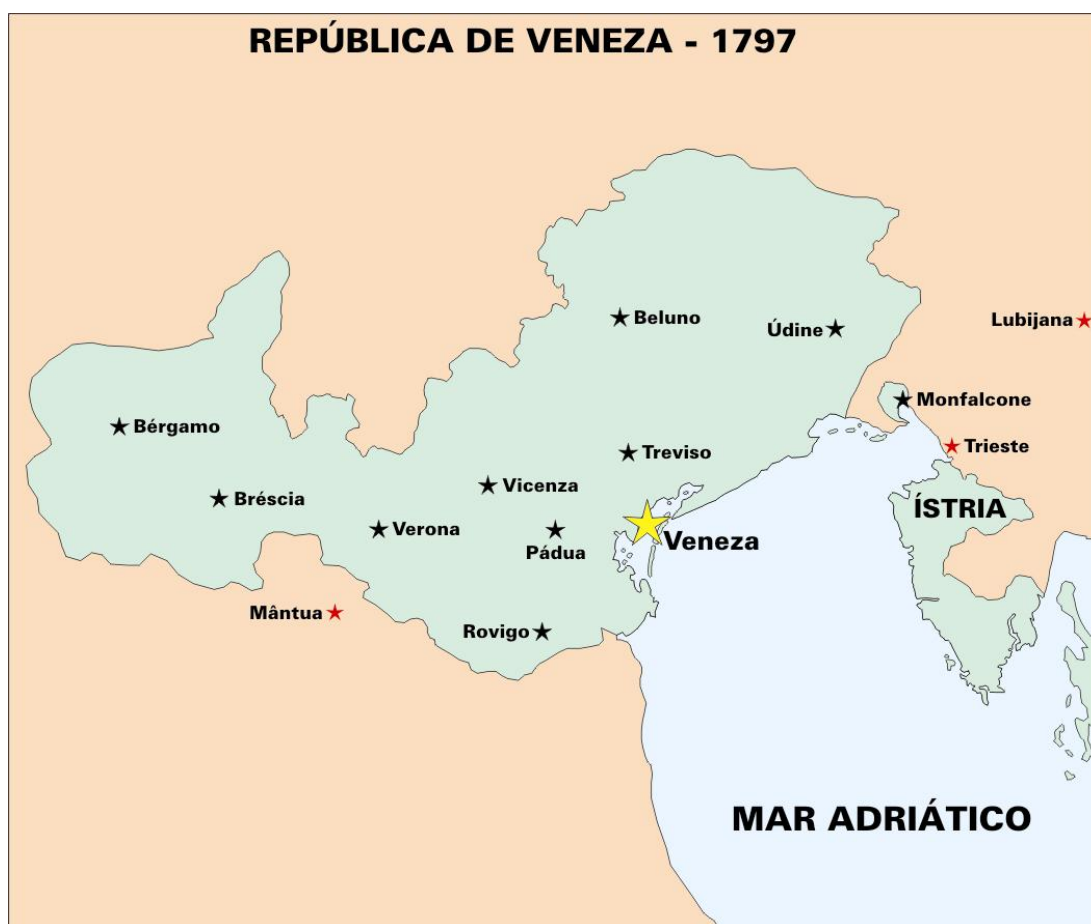 REPÚBLICA DE VENEZA - 1797
Beluno
Údine
Lubijana
Monfalcone
Bérgamo
Treviso
Trieste
Vicenza
Bréscia
ÍSTRIA
Verona
Veneza
Pádua
Mântua
Rovigo
MAR ADRIÁTICO